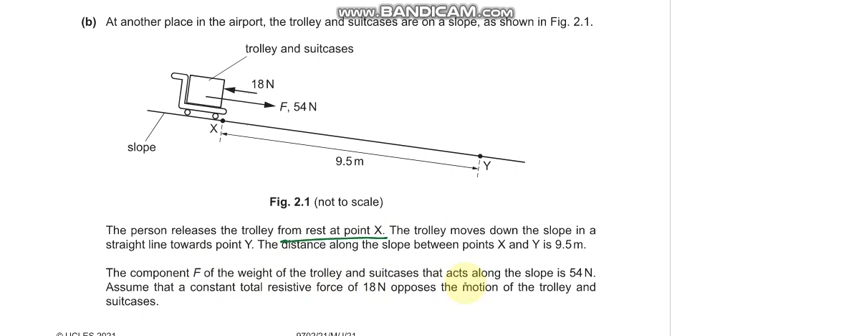 www.BANDICAM.com
(b) At another place in the airport, the trolley and suitcases are on a slope, as shown in Fig. 2.1.
trolley and suitcases
18 N
F, 54 N
X
slope
9.5 m
Y
Fig. 2.1 (not to scale)
The person releases the trolley from rest at point X. The trolley moves down the slope in a
straight line towards point Y. The distance along the slope between points X and Y is 9.5 m.
The component F of the weight of the trolley and suitcases that acts along the slope is 54 N.
Assume that a constant total resistive force of 18 N opposes the motion of the trolley and
suitcases.
© UCLES 2021
9702/21/M/J/21